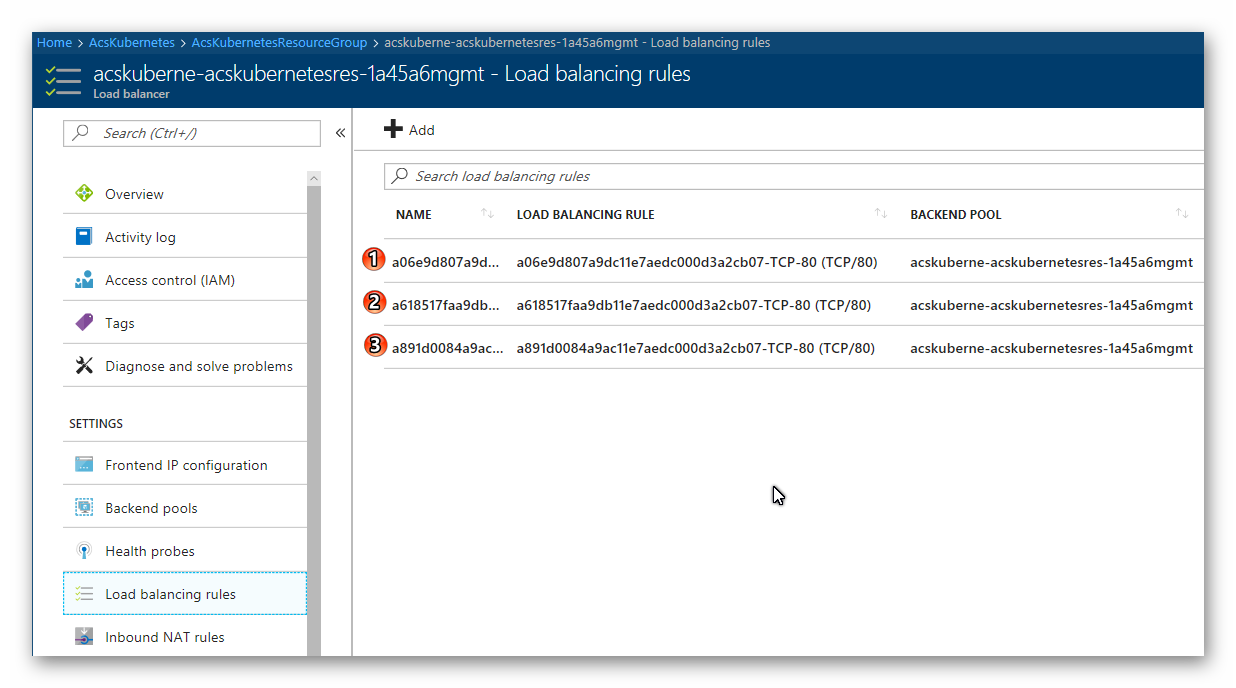 Home > AcsKubernetes > AcsKubernetesResourceGroup > acskuberne-acskubernetesres-1a45a6mgmt - Load balancing rules
acskuberne-acskubernetesres-1a45a6mgmt - Load balancing rules
Load balancer
Search (Ctrl+/)
«
Overview
Activity log
Access control (IAM)
Tags
Diagnose and solve problems
SETTINGS
Frontend IP configuration
Backend pools
Health probes
Load balancing rules
Inbound NAT rules
Add
Search load balancing rules
NAME LOAD BALANCING RULE BACKEND POOL
1 a06e9d807a9d... a06e9d807a9dc11e7aedc000d3a2cb07-TCP-80 (TCP/80) acskuberne-acskubernetesres-1a45a6mgmt
2 a618517faa9db... a618517faa9db11e7aedc000d3a2cb07-TCP-80 (TCP/80) acskuberne-acskubernetesres-1a45a6mgmt
3 a891d0084a9ac... a891d0084a9ac11e7aedc000d3a2cb07-TCP-80 (TCP/80) acskuberne-acskubernetesres-1a45a6mgmt